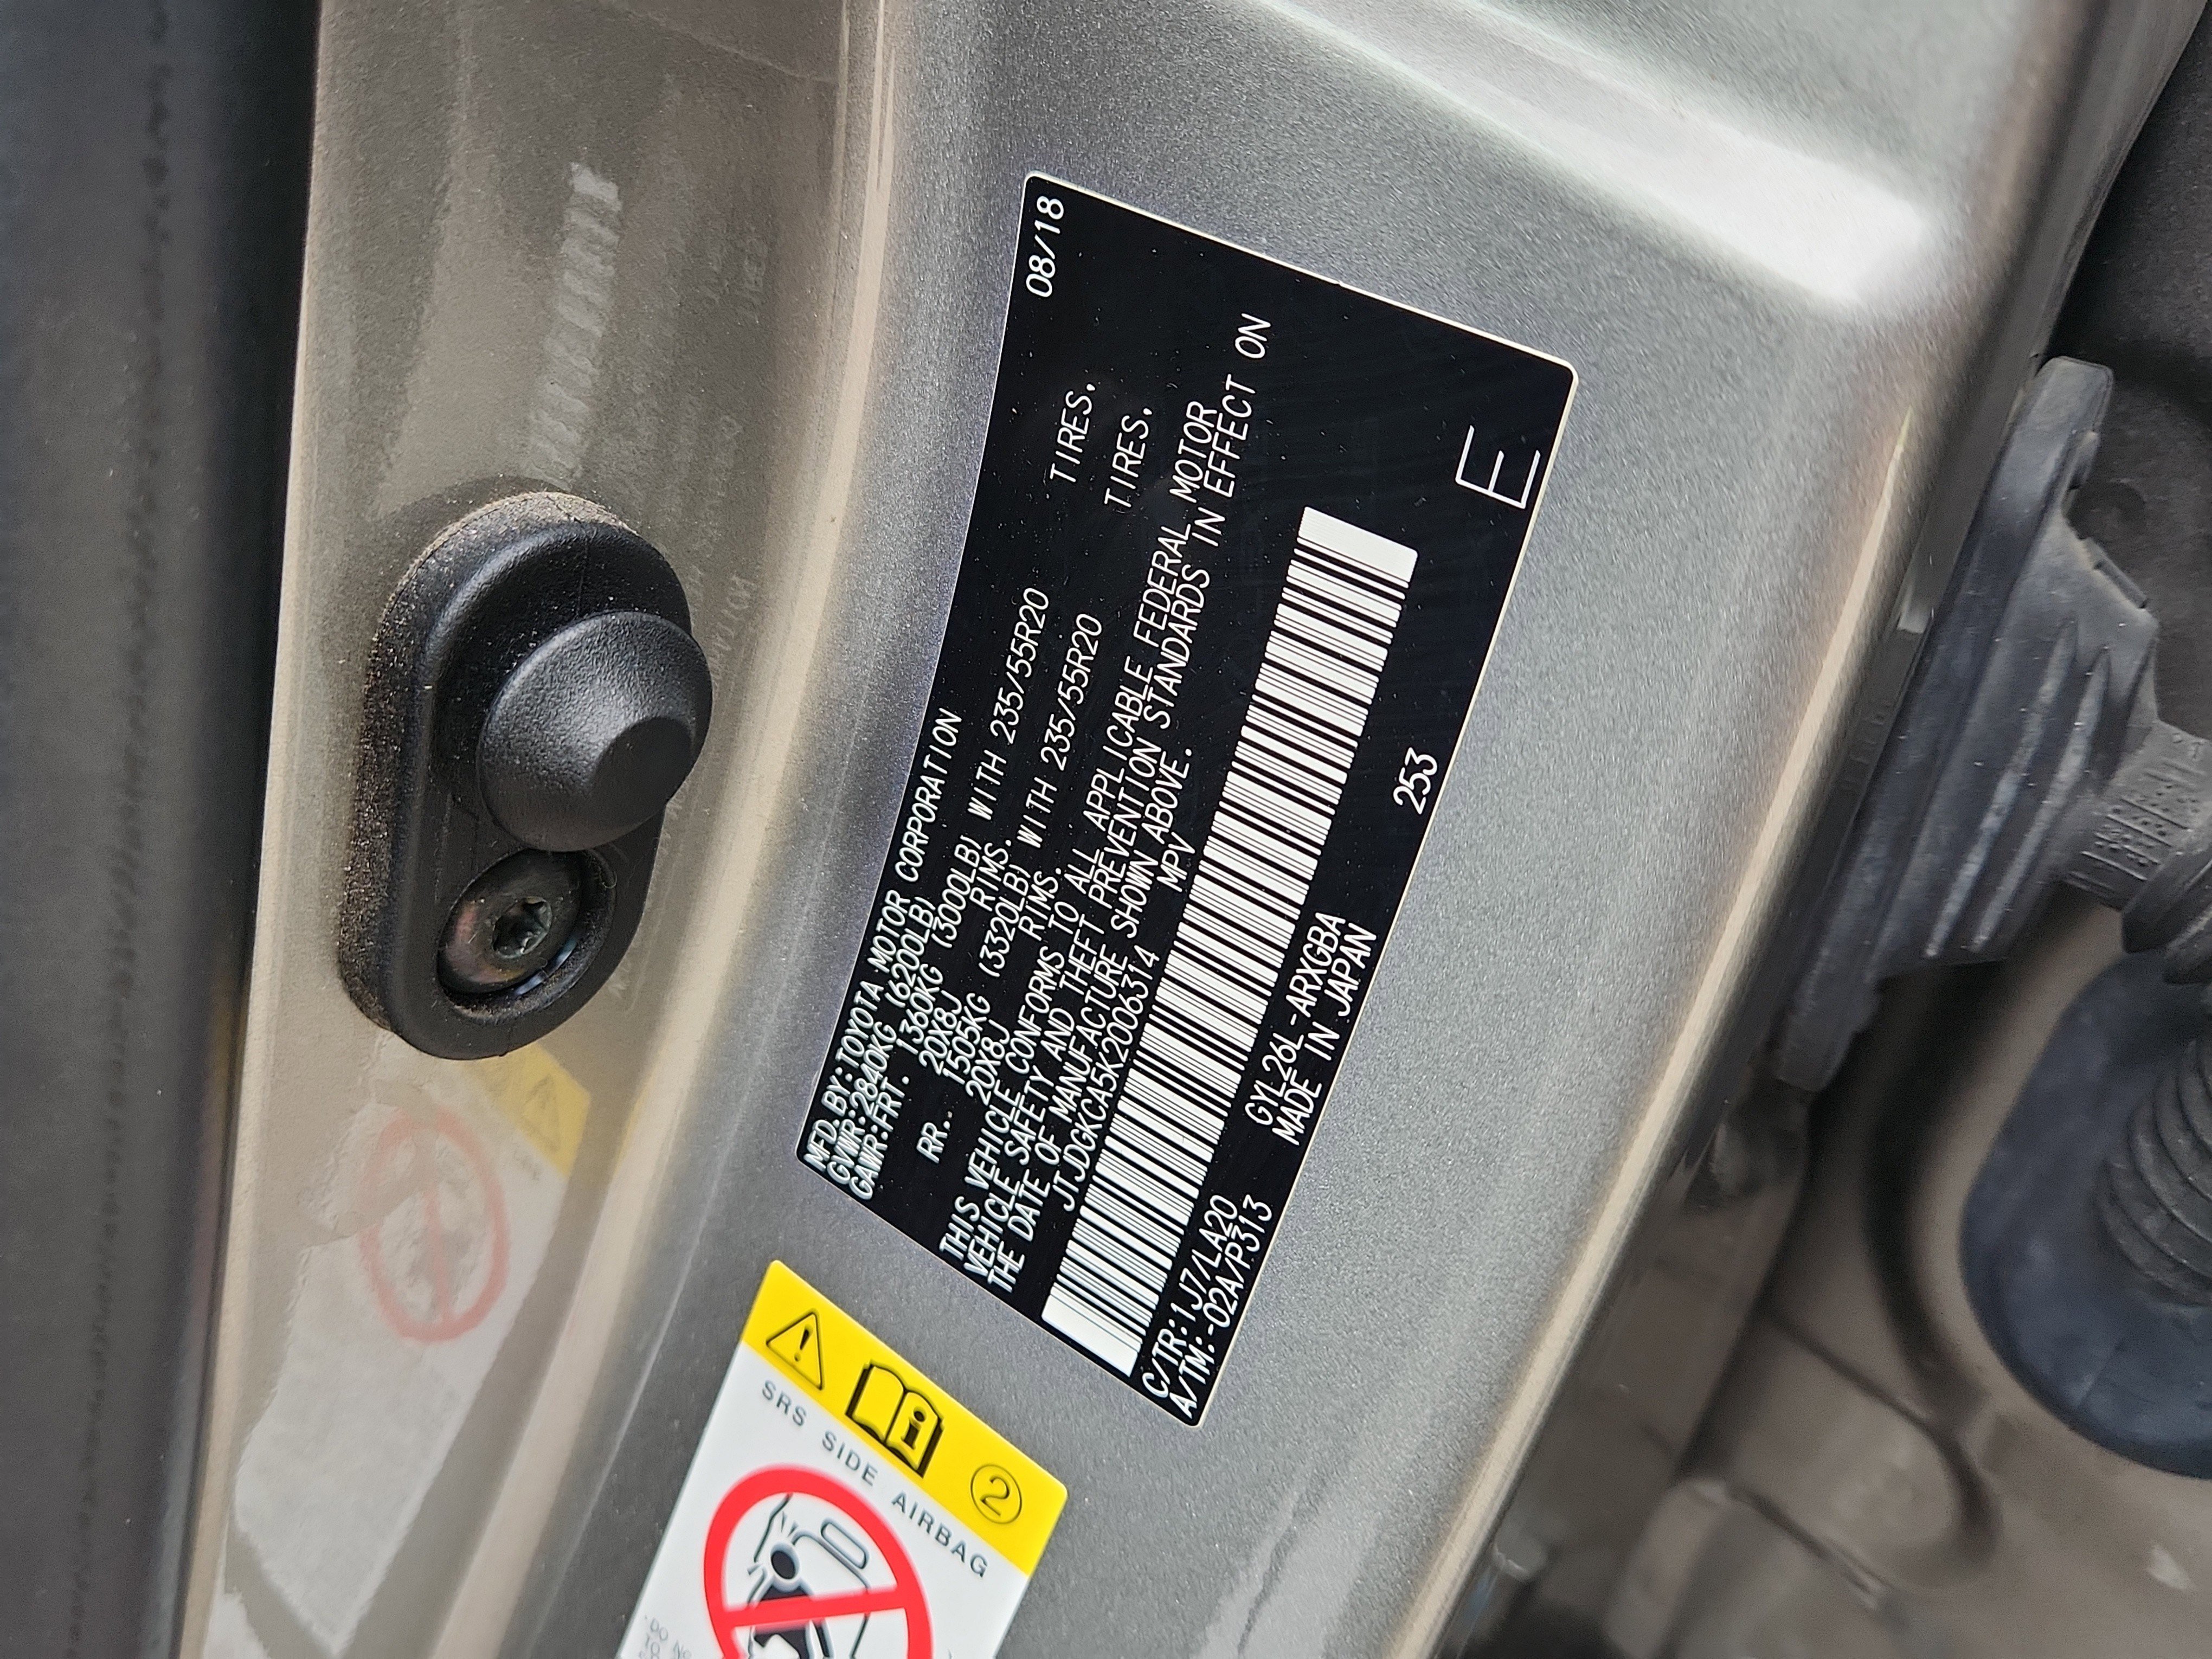 MFD. BY:TOYOTA MOTOR CORPORATION 08/18
GVWR:2840KG (6200LB)
GAWR:FRT. 1360KG (3000LB) WITH 235/55R20 TIRES.
20X8J RIMS.
RR. 1505KG (3320LB) WITH 235/55R20 TIRES.
20X8J RIMS.
THIS VEHICLE CONFORMS TO ALL APPLICABLE FEDERAL MOTOR
VEHICLE SAFETY AND THEFT PREVENTION STANDARDS IN EFFECT ON
THE DATE OF MANUFACTURE SHOWN ABOVE.
JTJDGKCA5K2006314 MPV
E
C/TR:1J7/LA20 GYL26L-ARXGBA 253
A/TM:-02A/P313 MADE IN JAPAN
2
SRS SIDE AIRBAG